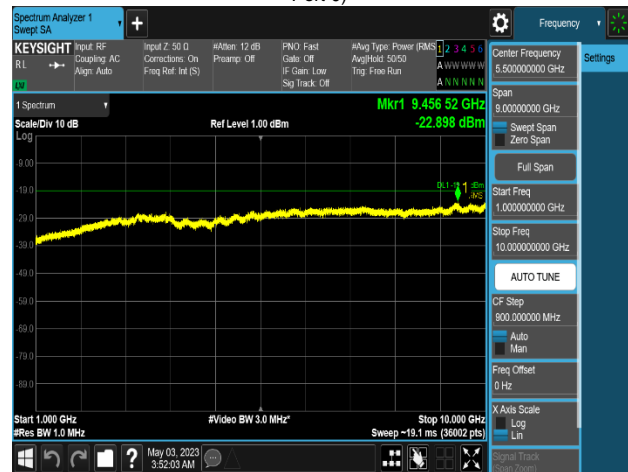 Spectrum Analyzer 1
Swept SA
Frequency
Settings
KEYSIGHT
RL
Input: RF
Coupling: AC
Align: Auto
Input Z: 50 Ω
Corrections: On
Freq Ref: Int (S)
#Atten: 12 dB
Preamp: Off
PNO: Fast
Gate: Off
IF Gain: Low
Sig Track: Off
#Avg Type: Power (RMS
Avg|Hold: 50/50
Trig: Free Run
1 2 3 4 5 6
A W W W W W
A N N N N N
1 Spectrum
Mkr1 9.456 52 GHz
-22.898 dBm
Scale/Div 10 dB
Ref Level 1.00 dBm
Log
-9.00
-19.0
-29.0
-39.0
-49.0
-59.0
-69.0
-79.0
-89.0
1
Start 1.000 GHz
#Video BW 3.0 MHz*
Stop 10.000 GHz
#Res BW 1.0 MHz
Sweep ~19.1 ms (36002 pts)
Center Frequency
5.500000000 GHz
Span
9.00000000 GHz
Swept Span
Zero Span
Full Span
Start Freq
1.000000000 GHz
Stop Freq
10.000000000 GHz
AUTO TUNE
CF Step
900.000000 MHz
Auto
Man
Freq Offset
0 Hz
X Axis Scale
Log
Lin
Signal Track
(Span Zoom)
?
May 03, 2023
3:52:03 AM